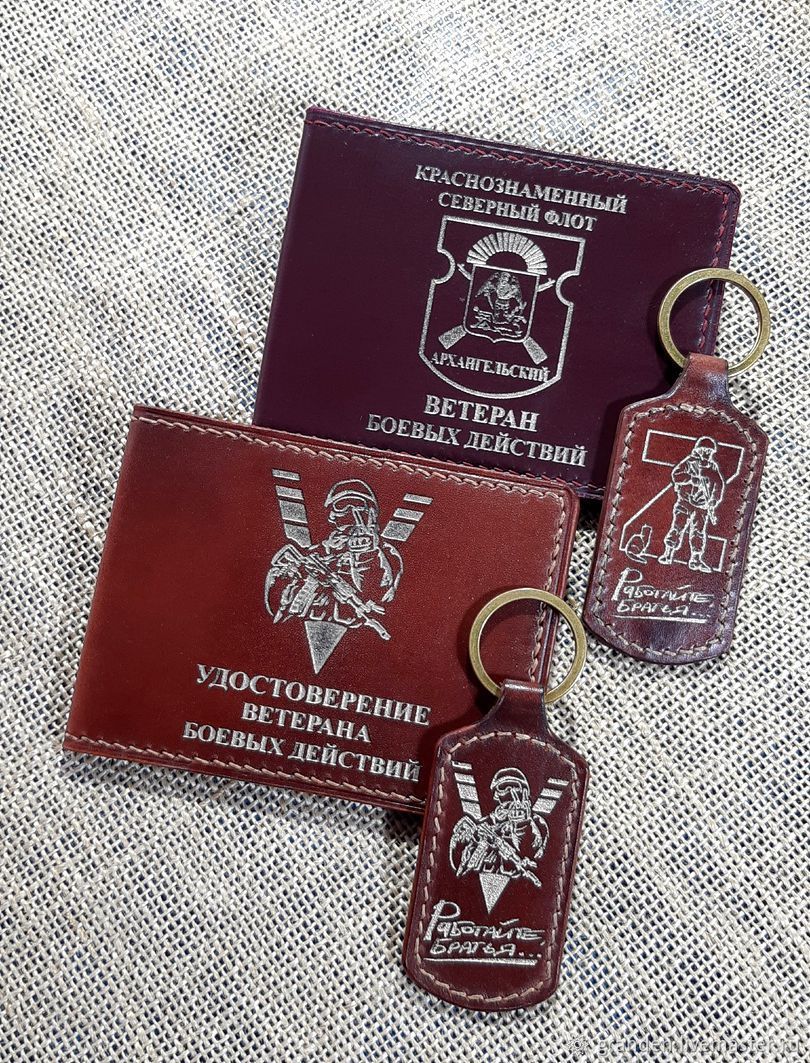 КРАСНОЗНАМЕННЫЙ
СЕВЕРНЫЙ ФЛОТ
АРХАНГЕЛЬСКИЙ
ВЕТЕРАН
БОЕВЫХ ДЕЙСТВИЙ
Работайте,
братья...
УДОСТОВЕРЕНИЕ
ВЕТЕРАНА
БОЕВЫХ ДЕЙСТВИЙ
Работайте,
братья...